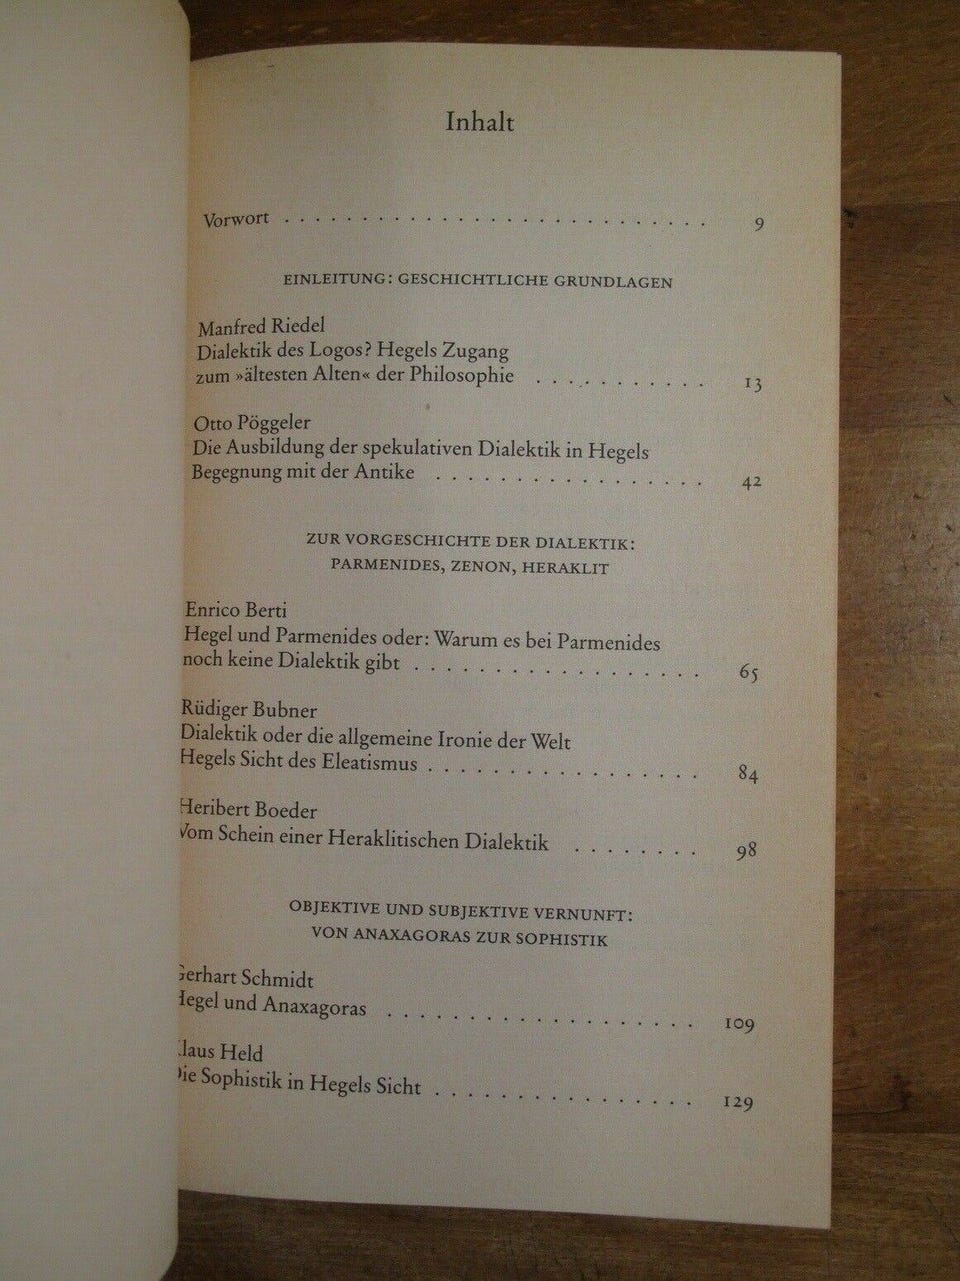 Inhalt
Vorwort . . . . . . . . . . . . . . . . . . . . . . . . . . . . 9
EINLEITUNG: GESCHICHTLICHE GRUNDLAGEN
Manfred Riedel
Dialektik des Logos? Hegels Zugang
zum »ältesten Alten« der Philosophie . . . . . . . . . . . 13
Otto Pöggeler
Die Ausbildung der spekulativen Dialektik in Hegels
Begegnung mit der Antike . . . . . . . . . . . . . . . . . 42
ZUR VORGESCHICHTE DER DIALEKTIK:
PARMENIDES, ZENON, HERAKLIT
Enrico Berti
Hegel und Parmenides oder: Warum es bei Parmenides
noch keine Dialektik gibt . . . . . . . . . . . . . . . . . . 65
Rüdiger Bubner
Dialektik oder die allgemeine Ironie der Welt
Hegels Sicht des Eleatismus . . . . . . . . . . . . . . . . . 84
Heribert Boeder
Vom Schein einer Heraklitischen Dialektik . . . . . . . . 98
OBJEKTIVE UND SUBJEKTIVE VERNUNFT:
VON ANAXAGORAS ZUR SOPHISTIK
Gerhart Schmidt
Hegel und Anaxagoras . . . . . . . . . . . . . . . . . . . 109
Klaus Held
Die Sophistik in Hegels Sicht . . . . . . . . . . . . . . . . 129